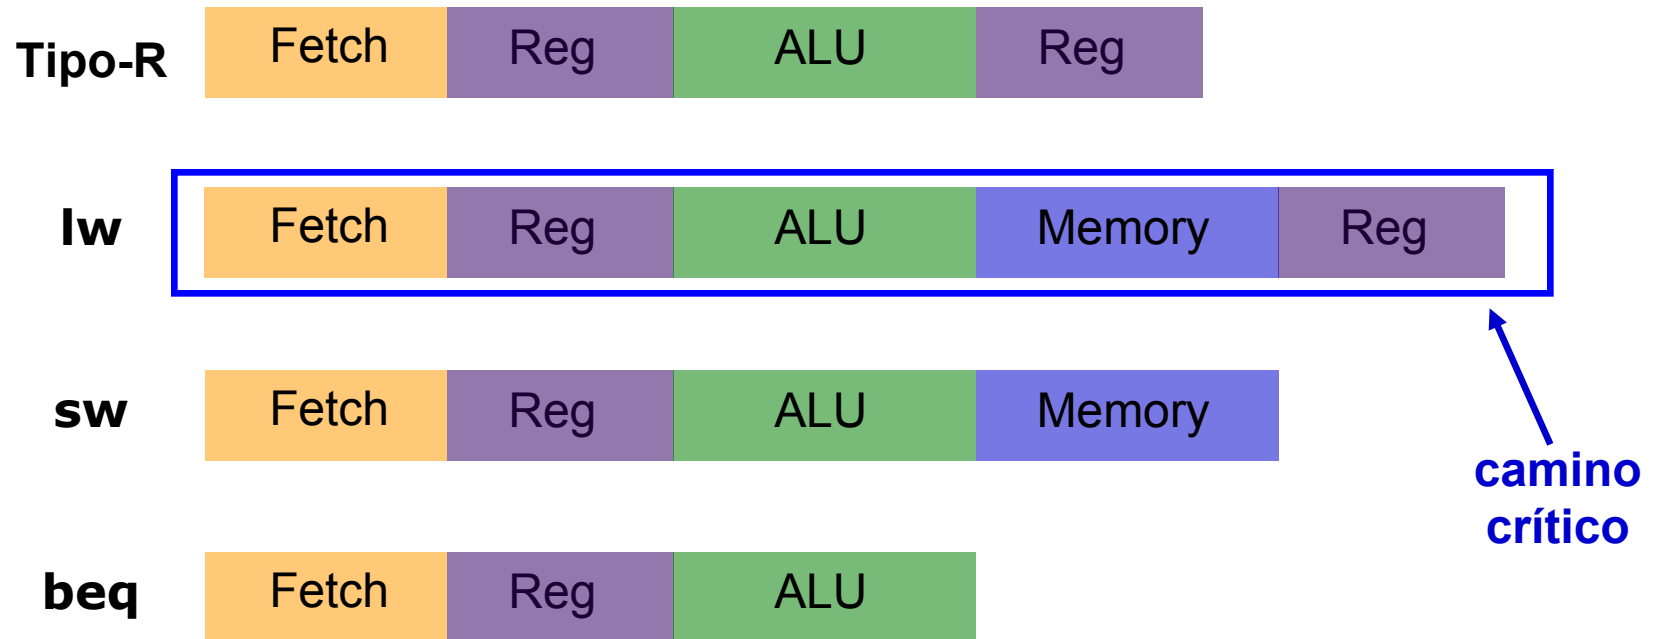 Tipo-R Fetch Reg ALU Reg
lw Fetch Reg ALU Memory Reg
sw Fetch Reg ALU Memory
camino
crítico
beq Fetch Reg ALU